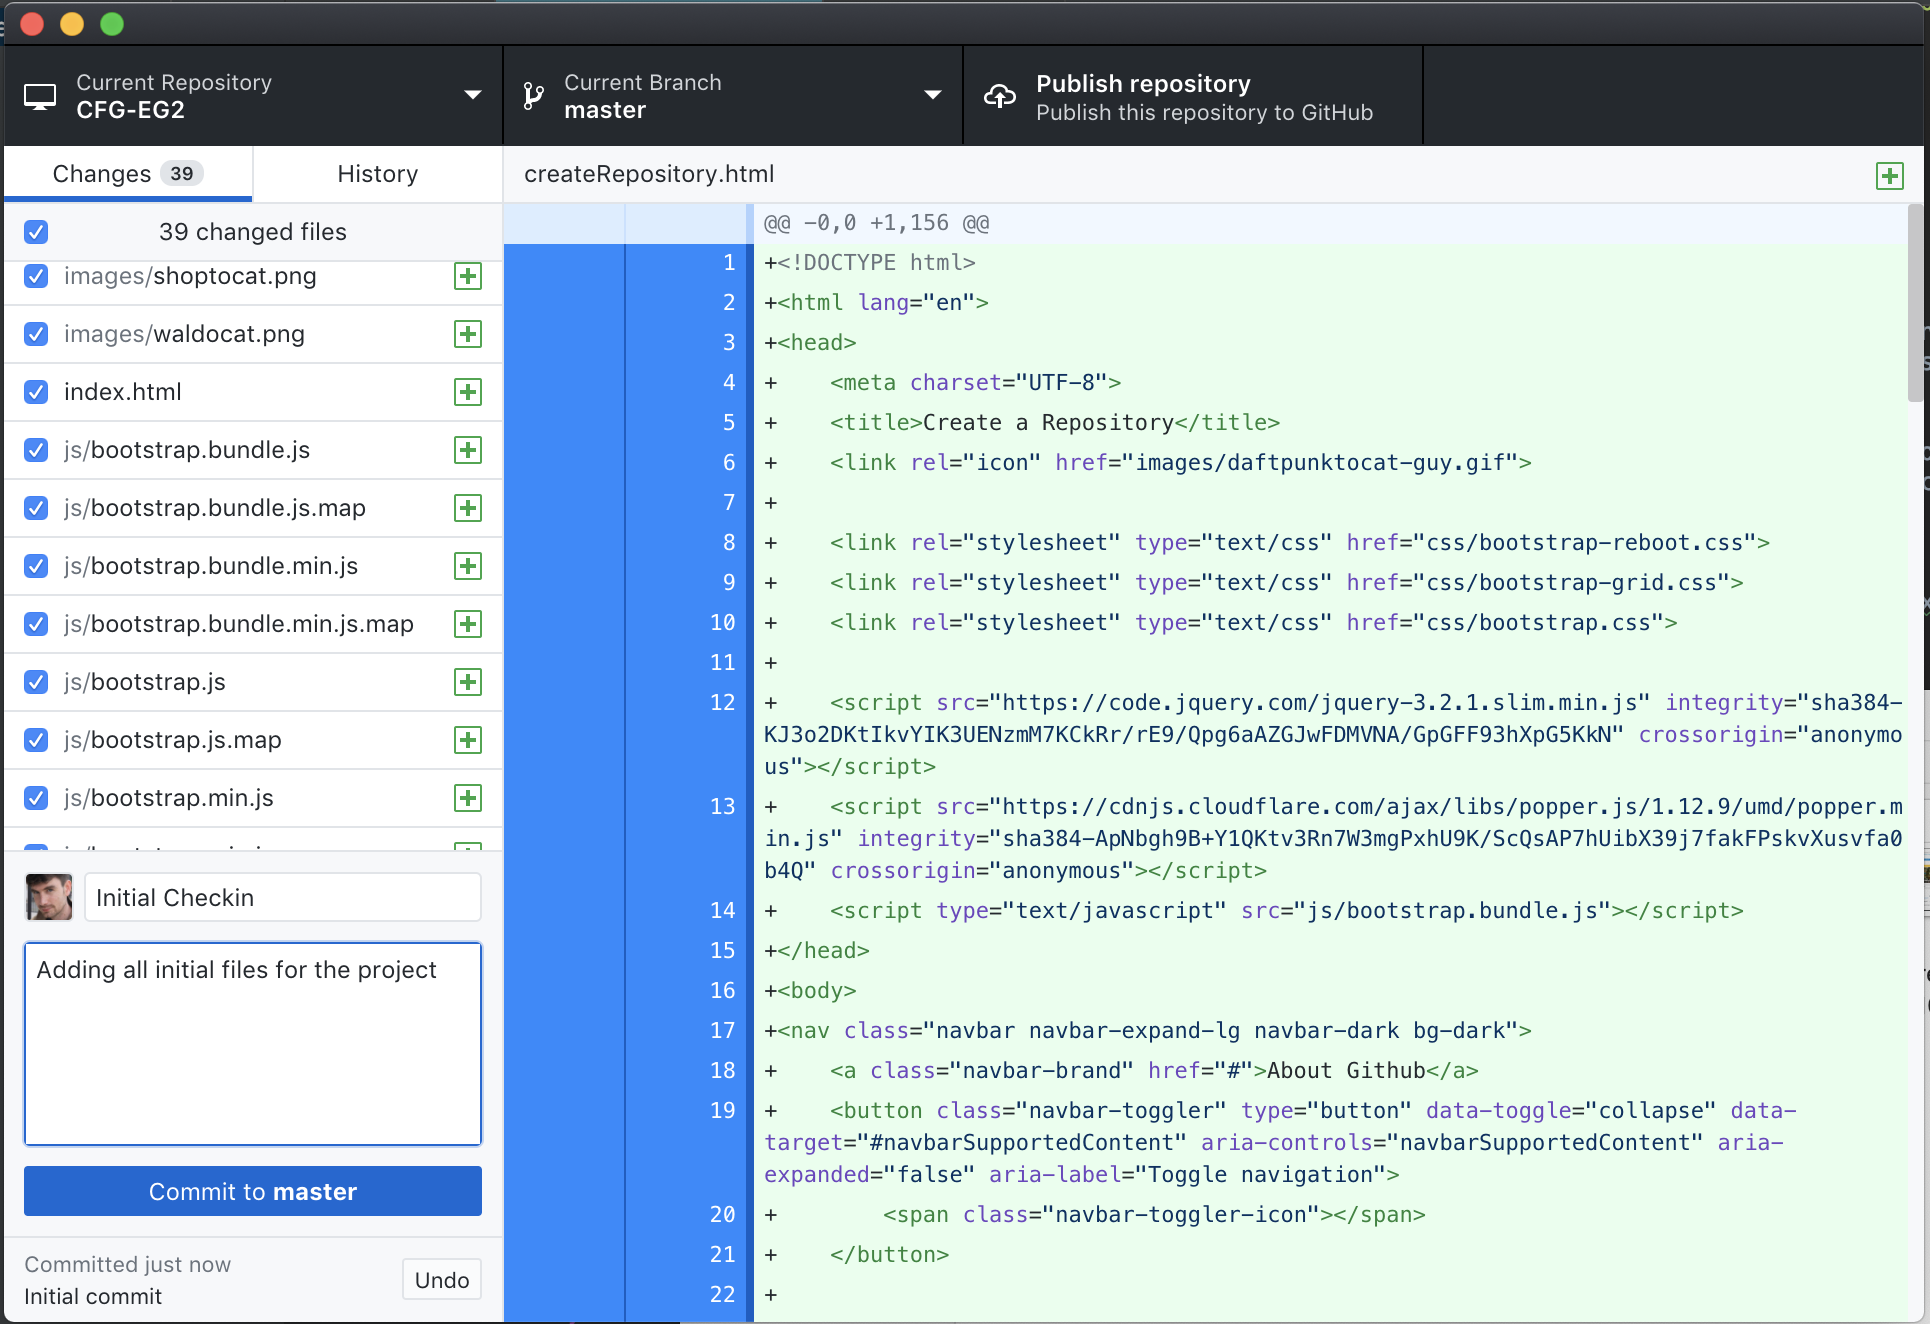 Current Repository
CFG-EG2
Current Branch
master
Publish repository
Publish this repository to GitHub
Changes 39
History
createRepository.html
39 changed files
images/shoptocat.png
images/waldocat.png
index.html
js/bootstrap.bundle.js
js/bootstrap.bundle.js.map
js/bootstrap.bundle.min.js
js/bootstrap.bundle.min.js.map
js/bootstrap.js
js/bootstrap.js.map
js/bootstrap.min.js
Initial Checkin
Adding all initial files for the project
Commit to master
Committed just now
Initial commit
Undo
@@ -0,0 +1,156 @@
1 +<!DOCTYPE html>
2 +<html lang="en">
3 +<head>
4 +    <meta charset="UTF-8">
5 +    <title>Create a Repository</title>
6 +    <link rel="icon" href="images/daftpunktocat-guy.gif">
7 +
8 +    <link rel="stylesheet" type="text/css" href="css/bootstrap-reboot.css">
9 +    <link rel="stylesheet" type="text/css" href="css/bootstrap-grid.css">
10 +    <link rel="stylesheet" type="text/css" href="css/bootstrap.css">
11 +
12 +    <script src="https://code.jquery.com/jquery-3.2.1.slim.min.js" integrity="sha384-
KJ3o2DKtIkvYIK3UENzmM7KCkRr/rE9/Qpg6aAZGJwFDMVNA/GpGFF93hXpG5KkN" crossorigin="anonymo
us"></script>
13 +    <script src="https://cdnjs.cloudflare.com/ajax/libs/popper.js/1.12.9/umd/popper.m
in.js" integrity="sha384-ApNbgh9B+Y1QKtv3Rn7W3mgPxhU9K/ScQsAP7hUibX39j7fakFPskvXusvfa0
b4Q" crossorigin="anonymous"></script>
14 +    <script type="text/javascript" src="js/bootstrap.bundle.js"></script>
15 +</head>
16 +<body>
17 +<nav class="navbar navbar-expand-lg navbar-dark bg-dark">
18 +    <a class="navbar-brand" href="#">About Github</a>
19 +    <button class="navbar-toggler" type="button" data-toggle="collapse" data-
target="#navbarSupportedContent" aria-controls="navbarSupportedContent" aria-
expanded="false" aria-label="Toggle navigation">
20 +        <span class="navbar-toggler-icon"></span>
21 +    </button>
22 +